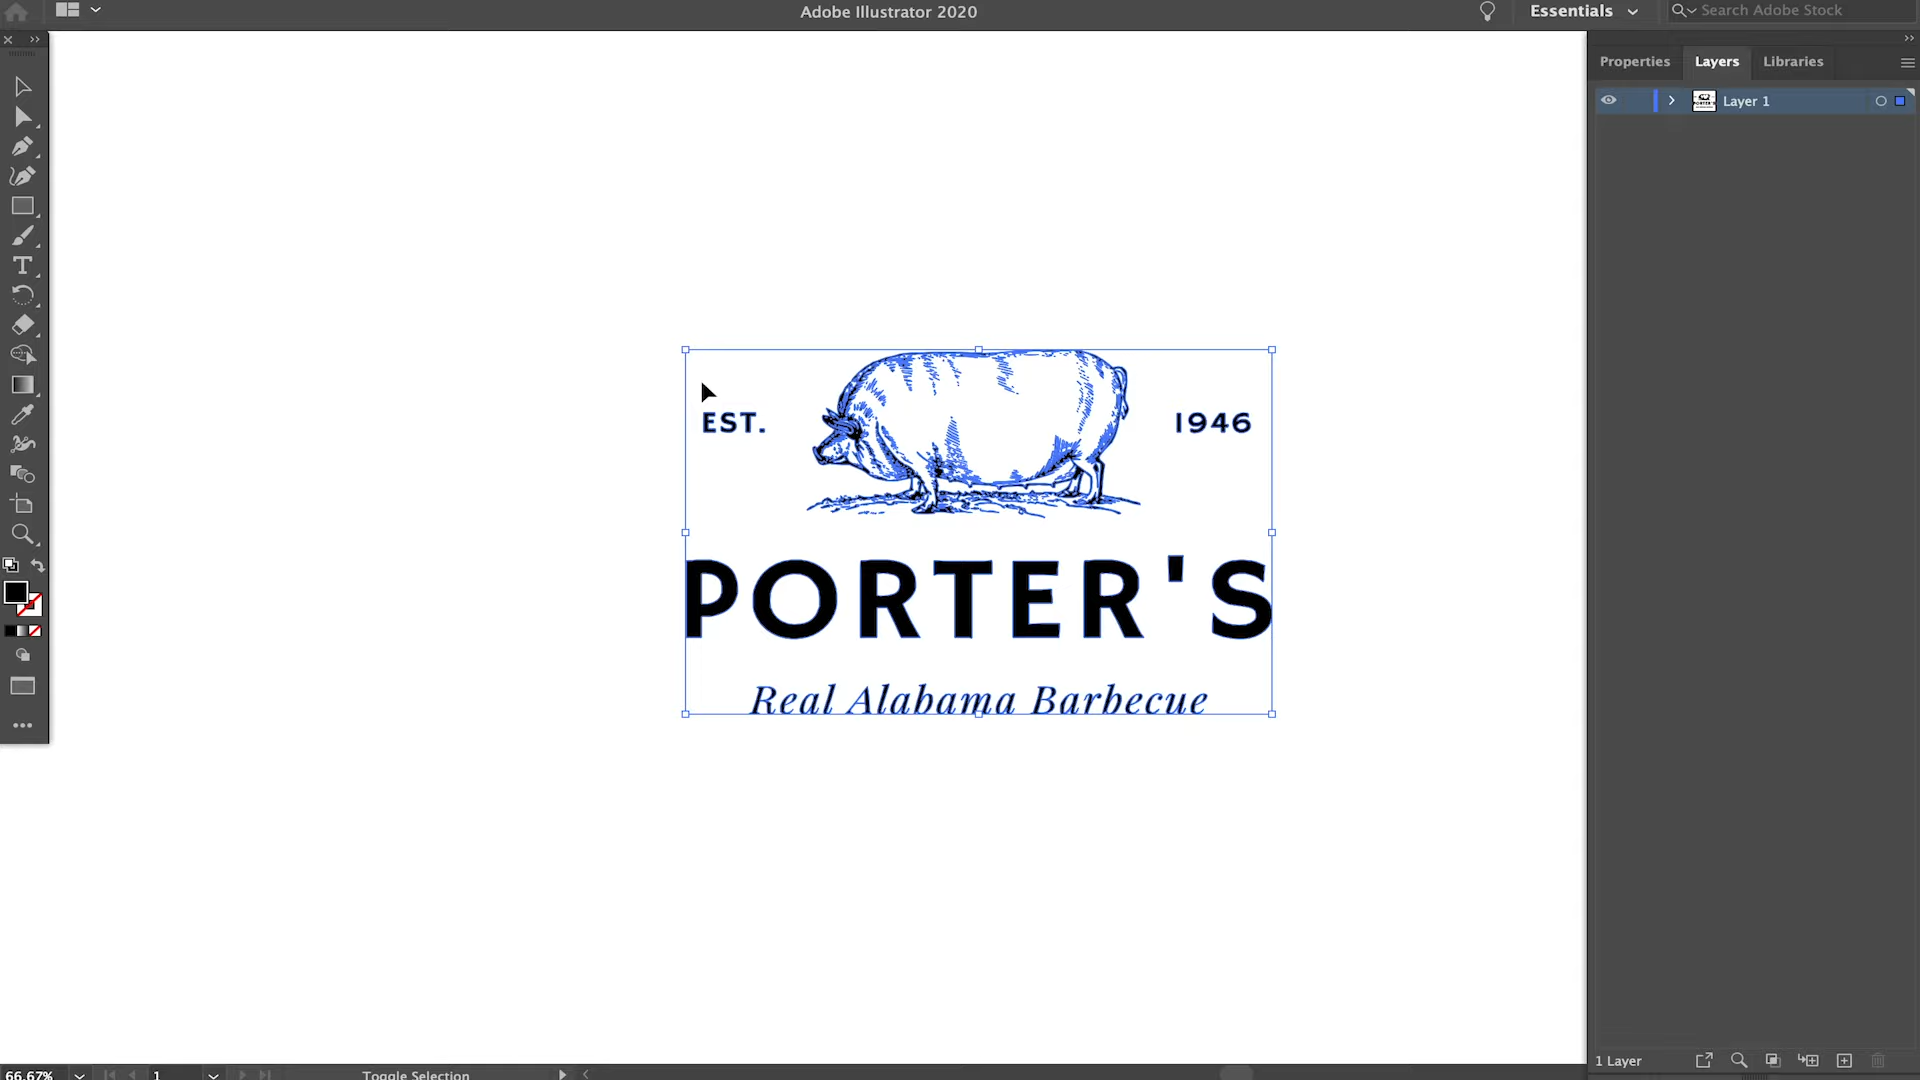 Adobe Illustrator 2020
Essentials
Search Adobe Stock
Properties
Layers
Libraries
Layer 1
EST.
1946
PORTER'S
Real Alabama Barbecue
1 Layer
66.67%
1
Toggle Selection